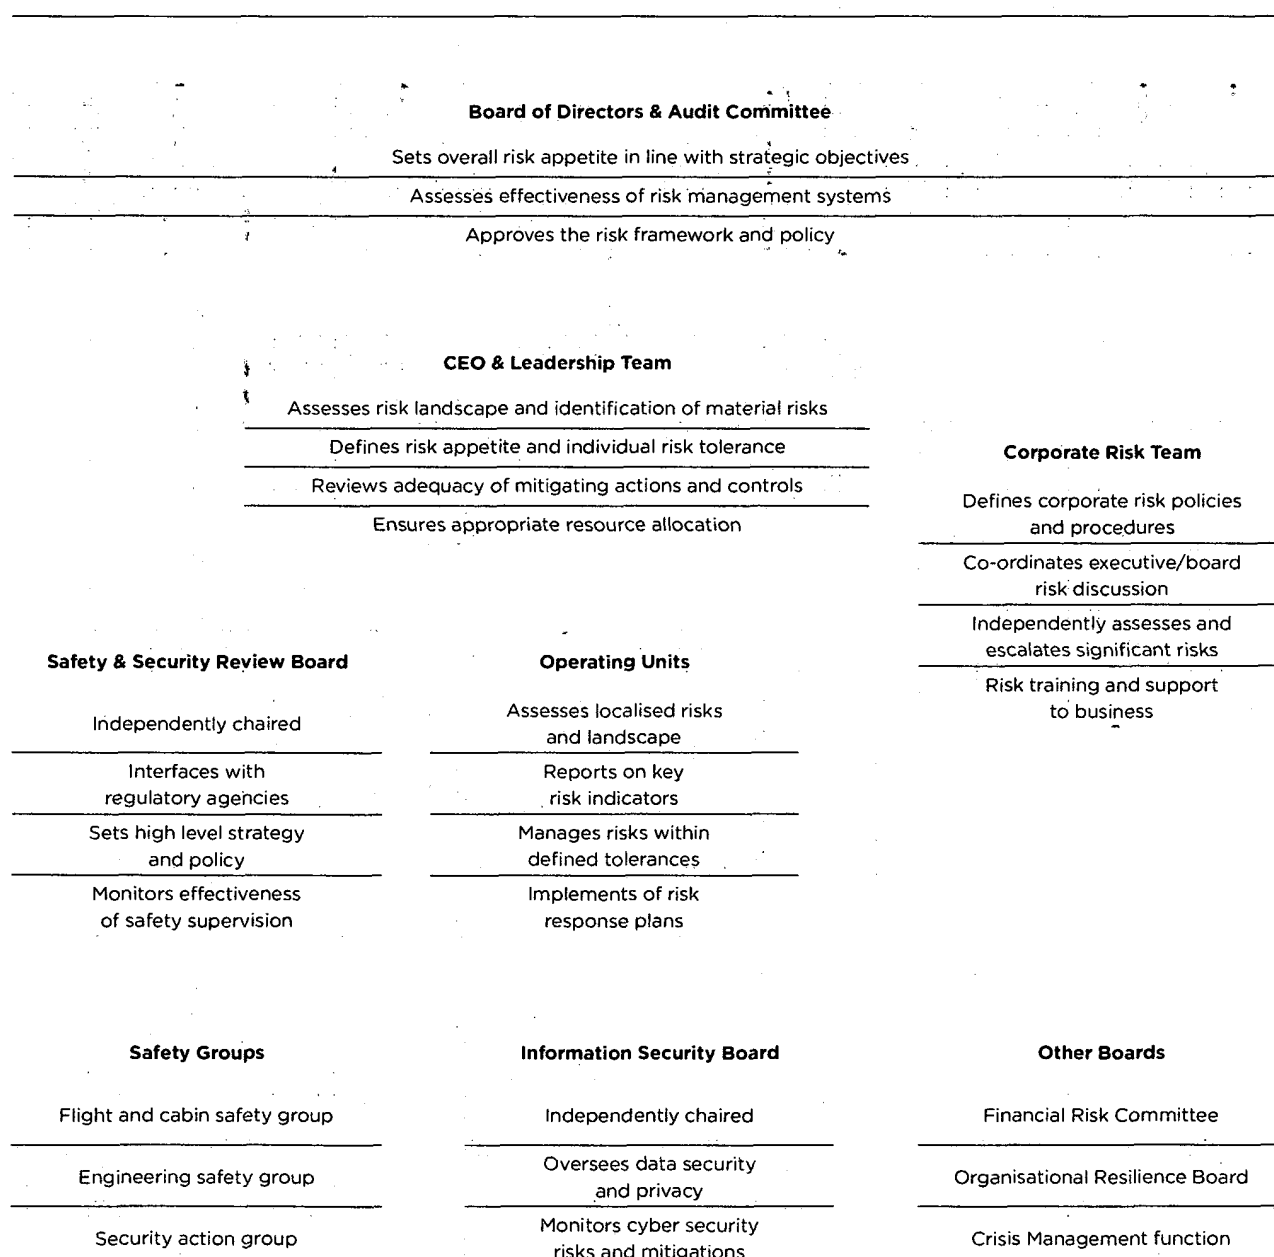 Board of Directors & Audit Committee
Sets overall risk appetite in line with strategic objectives
Assesses effectiveness of risk management systems
Approves the risk framework and policy
CEO & Leadership Team
Assesses risk landscape and identification of material risks
Defines risk appetite and individual risk tolerance
Reviews adequacy of mitigating actions and controls
Ensures appropriate resource allocation
Corporate Risk Team
Defines corporate risk policies
and procedures
Co-ordinates executive/board
risk discussion
Independently assesses and
escalates significant risks
Risk training and support
to business
Safety & Security Review Board
Independently chaired
Interfaces with
regulatory agencies
Sets high level strategy
and policy
Monitors effectiveness
of safety supervision
Operating Units
Assesses localised risks
and landscape
Reports on key
risk indicators
Manages risks within
defined tolerances
Implements of risk
response plans
Safety Groups
Flight and cabin safety group
Engineering safety group
Security action group
Information Security Board
Independently chaired
Oversees data security
and privacy
Monitors cyber security
risks and mitigations
Other Boards
Financial Risk Committee
Organisational Resilience Board
Crisis Management function